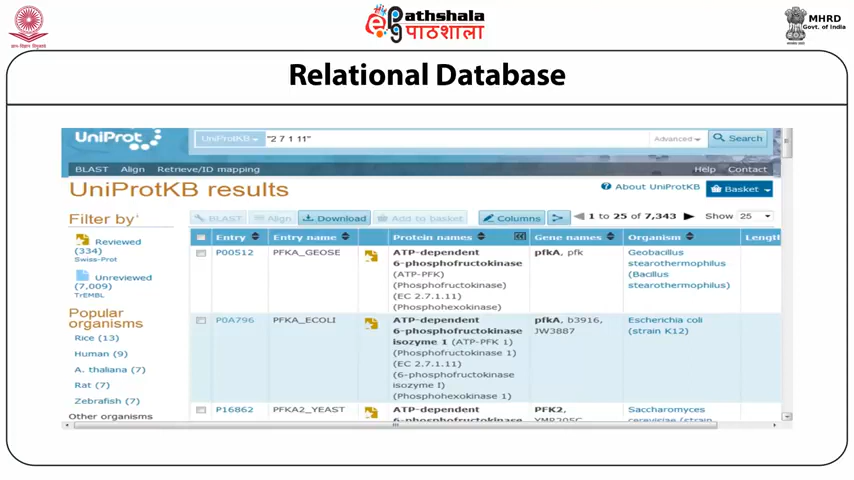 Pathshala
पाठशाला
MHRD
Govt. of India
Relational Database
UniProt
UniProtKB
"2 7 1 11"
Advanced
Search
BLAST Align Retrieve/ID mapping
Help Contact
UniProtKB results
About UniProtKB
Basket
Filter by
BLAST
Align
Download
Add to basket
Columns
1 to 25 of 7,343
Show 25
Reviewed
(334)
Swiss-Prot
Unreviewed
(7,009)
TrEMBL
Popular
organisms
Rice (13)
Human (9)
A. thaliana (7)
Rat (7)
Zebrafish (7)
Other organisms
Entry Entry name Protein names Gene names Organism Length
P00512 PFKA_GEOSE
ATP-dependent
6-phosphofructokinase
(ATP-PFK)
(Phosphofructokinase)
(EC 2.7.1.11)
(Phosphohexokinase)
pfkA, pfk
Geobacillus
stearothermophilus
(Bacillus
stearothermophilus)
P0A796 PFKA_ECOLI
ATP-dependent
6-phosphofructokinase
isozyme 1 (ATP-PFK 1)
(Phosphofructokinase 1)
(EC 2.7.1.11)
(6-phosphofructokinase
isozyme I)
(Phosphohexokinase 1)
pfkA, b3916,
JW3887
Escherichia coli
(strain K12)
P16862 PFKA2_YEAST
ATP-dependent
6-phosphofructokinase
PFK2,
Saccharomyces
cerevisiae (strain